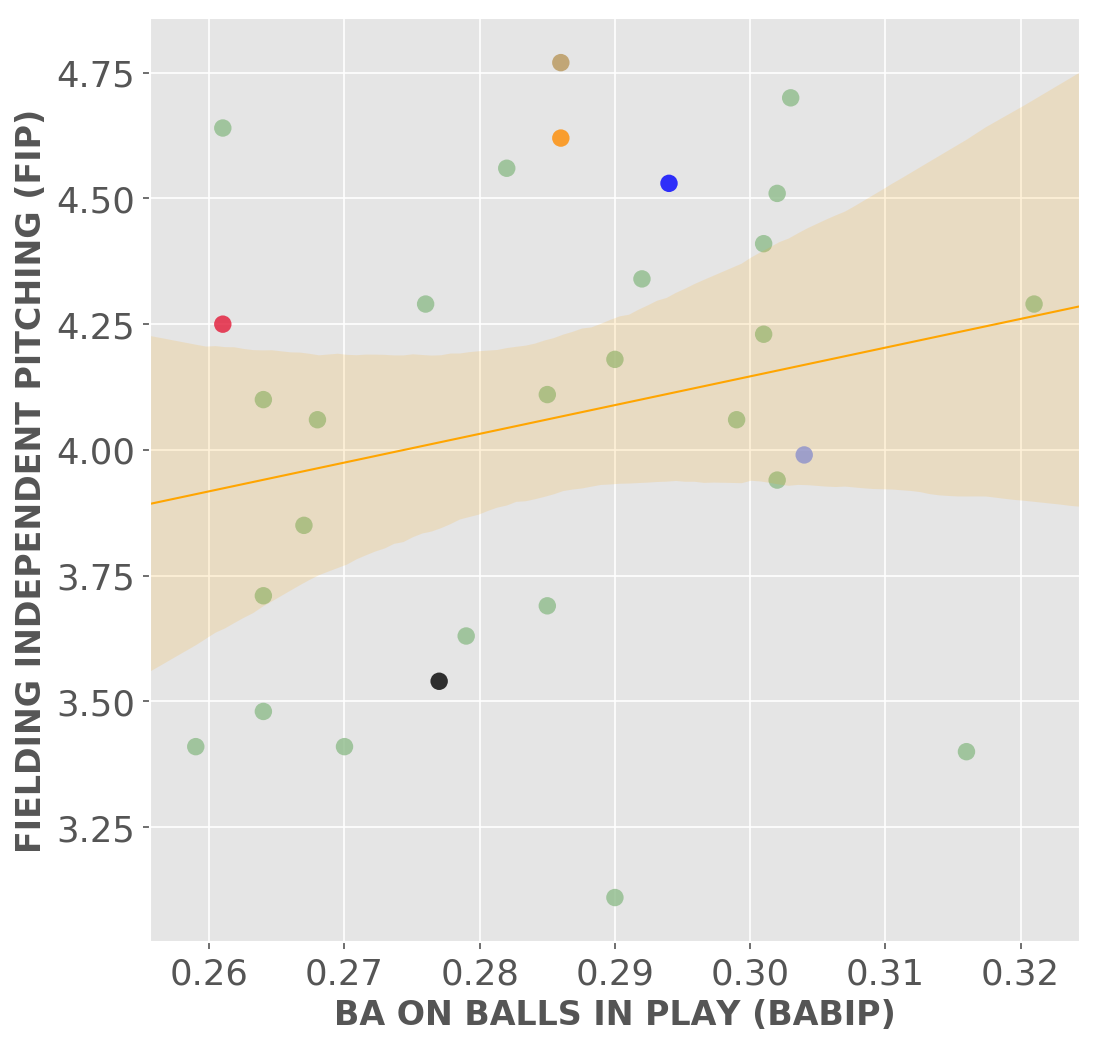 FIELDING INDEPENDENT PITCHING (FIP)
4.75
4.50
4.25
4.00
3.75
3.50
3.25
0.26 0.27 0.28 0.29 0.30 0.31 0.32
BA ON BALLS IN PLAY (BABIP)